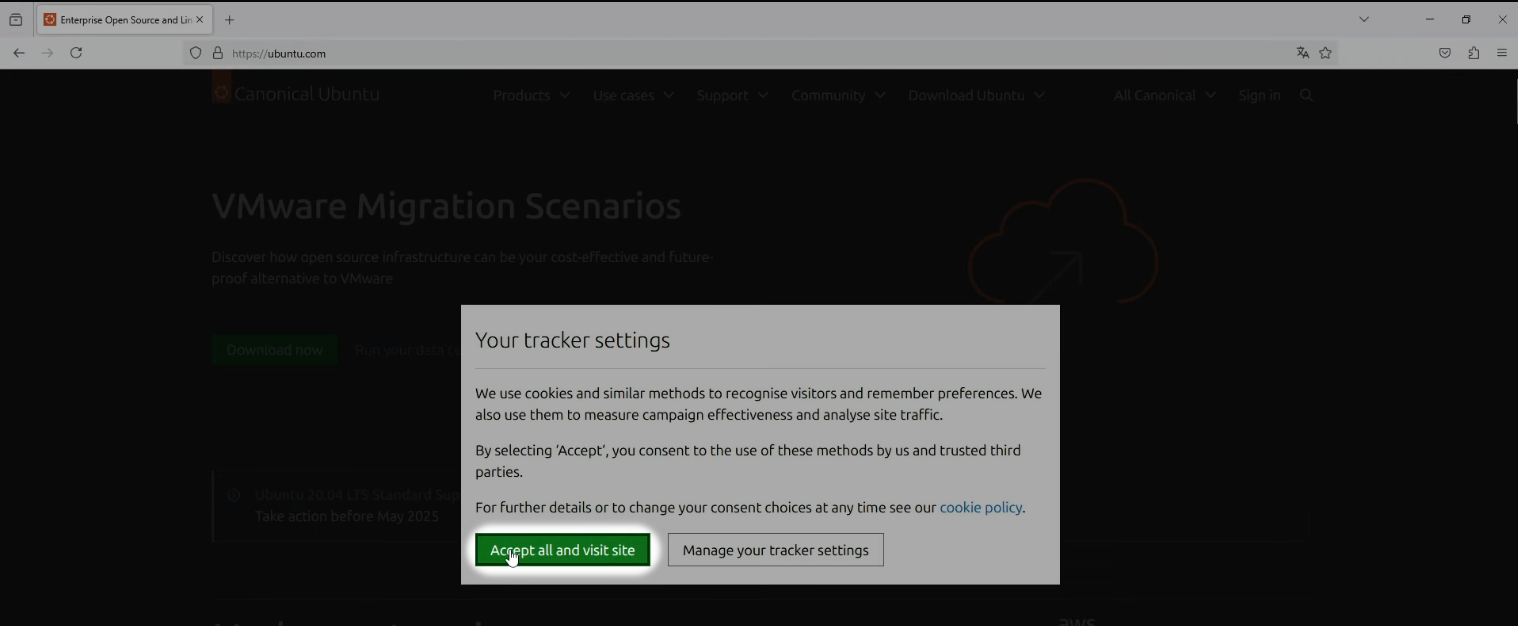 Enterprise Open Source and Lin
https://ubuntu.com
Canonical Ubuntu
Products
Use cases
Support
Community
Download Ubuntu
All Canonical
Sign in
VMware Migration Scenarios
Discover how open source infrastructure can be your cost-effective and future-
proof alternative to VMware
Download now
Run your data c
Your tracker settings
We use cookies and similar methods to recognise visitors and remember preferences. We
also use them to measure campaign effectiveness and analyse site traffic.
By selecting ‘Accept’, you consent to the use of these methods by us and trusted third
parties.
For further details or to change your consent choices at any time see our cookie policy.
Ubuntu 20.04 LTS Standard Sup
Take action before May 2025
Accept all and visit site
Manage your tracker settings
aws